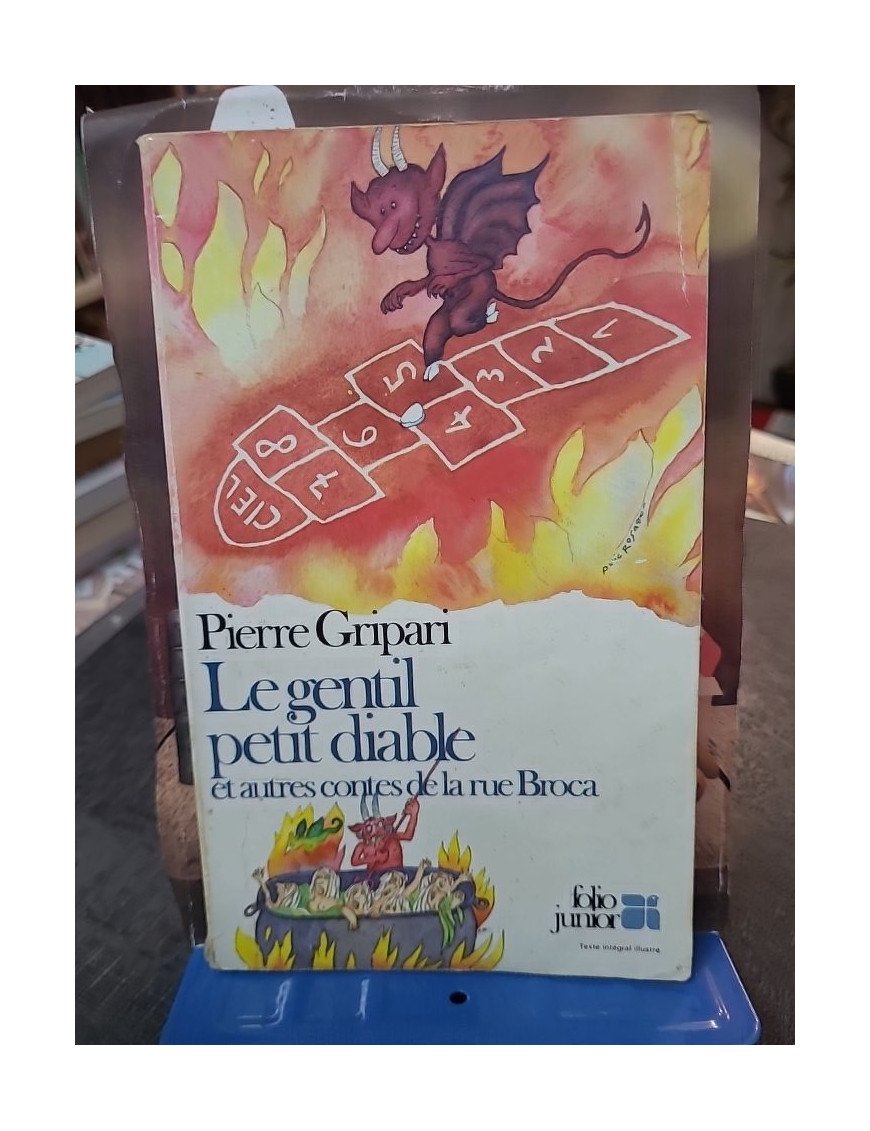 1
2
3
4
5
6
7
8
CIEL
Pierre Gripari
Le gentil
petit diable
et autres contes de la rue Broca
folio
junior
Texte intégral illustré